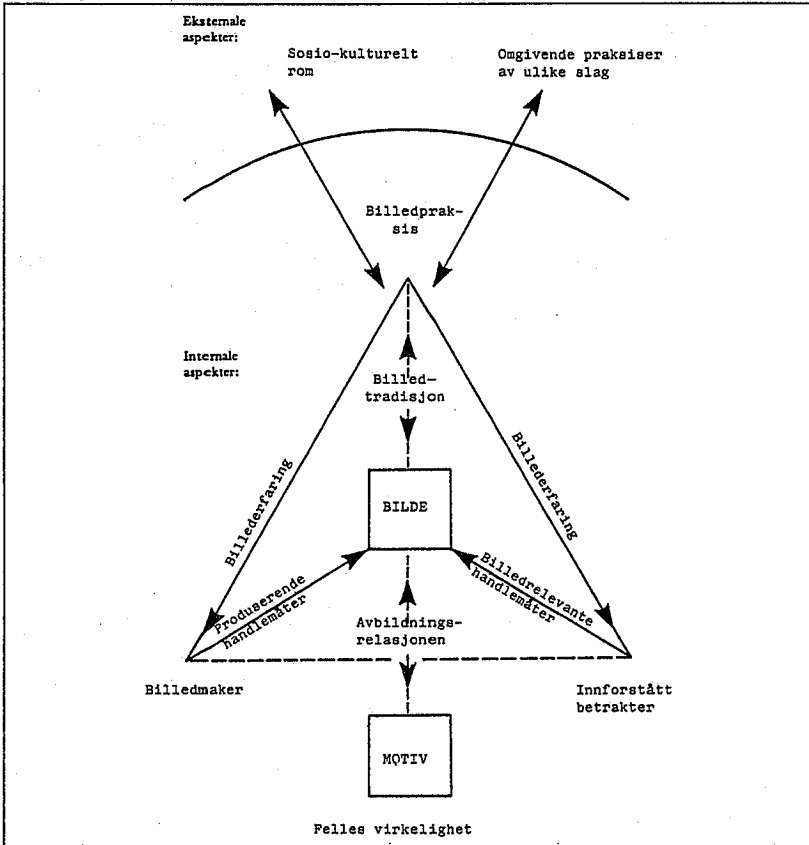 Eksternale
aspekter:
Sosio-kulturelt
rom
Omgivende praksiser
av ulike slag
Billedprak-
sis
Internale
aspekter:
Billed-
tradisjon
Billederfaring
Billederfaring
BILDE
Produserende
handlemåter
Billedrelevante
handlemåter
Avbildnings-
relasjonen
Billedmaker
Innforstått
betrakter
MOTIV
Felles virkelighet